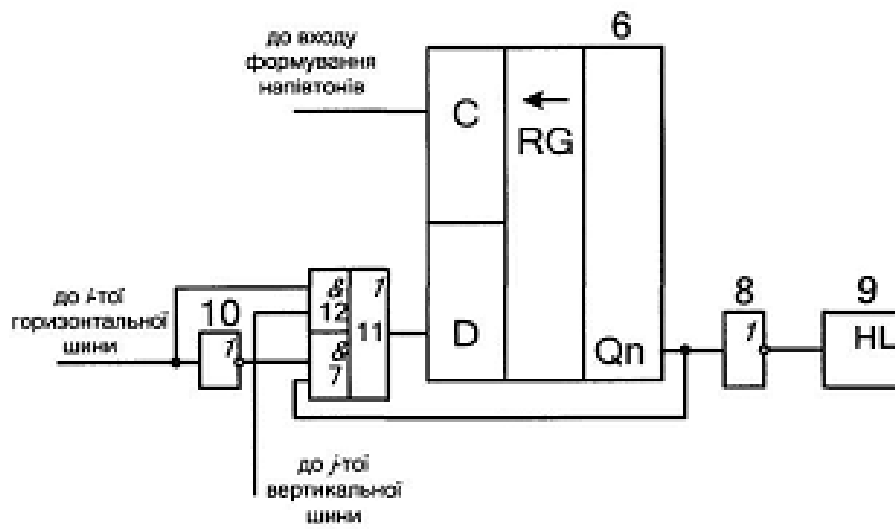 до входу
формування
напівтонів
6
C
RG
D
Qn
до i-тої
горизонтальної
шини
10
1
&
12
1
11
&
7
8
1
9
HL
до j-тої
вертикальної
шини